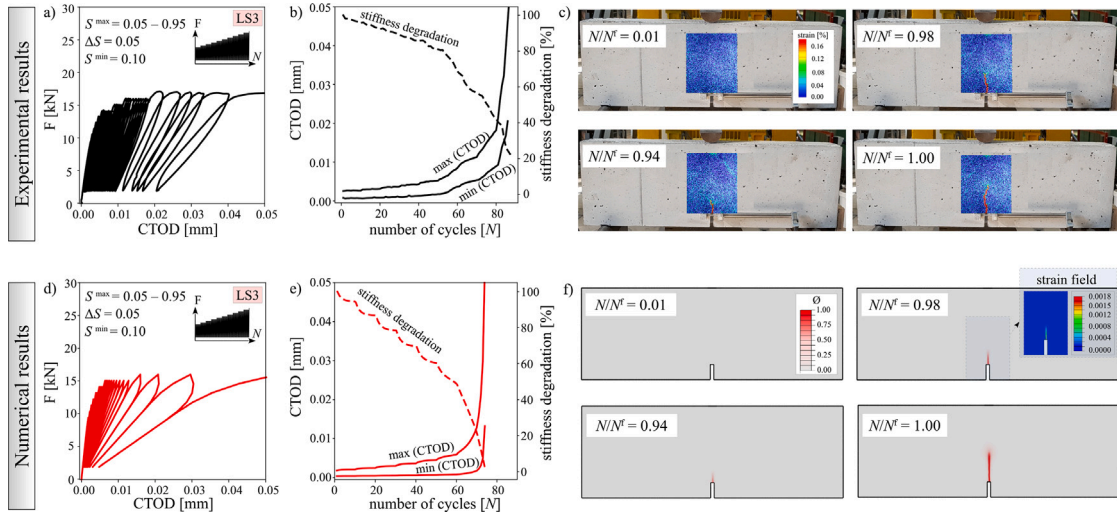 Experimental results
a)
S^max = 0.05 – 0.95
ΔS = 0.05
S^min = 0.10
LS3
F
N
30
25
20
15
10
5
0
F [kN]
0.00 0.01 0.02 0.03 0.04 0.05
CTOD [mm]
b)
0.05
0.04
0.03
0.02
0.01
0.00
CTOD [mm]
stiffness degradation
max (CTOD)
min (CTOD)
100
80
60
40
20
0
stiffness degradation [%]
0 20 40 60 80
number of cycles [N]
c)
N/N^f = 0.01
strain [%]
0.16
0.12
0.08
0.04
0.00
N/N^f = 0.98
N/N^f = 0.94
N/N^f = 1.00
Numerical results
d)
S^max = 0.05 – 0.95
ΔS = 0.05
S^min = 0.10
LS3
F
N
30
25
20
15
10
5
0
F [kN]
0.00 0.01 0.02 0.03 0.04 0.05
CTOD [mm]
e)
0.05
0.04
0.03
0.02
0.01
0.00
CTOD [mm]
stiffness degradation
max (CTOD)
min (CTOD)
100
80
60
40
20
0
stiffness degradation [%]
0 20 40 60 80
number of cycles [N]
f)
N/N^f = 0.01
Ø
1.00
0.75
0.50
0.25
0.00
N/N^f = 0.98
strain field
0.0018
0.0015
0.0012
0.0008
0.0004
0.0000
N/N^f = 0.94
N/N^f = 1.00